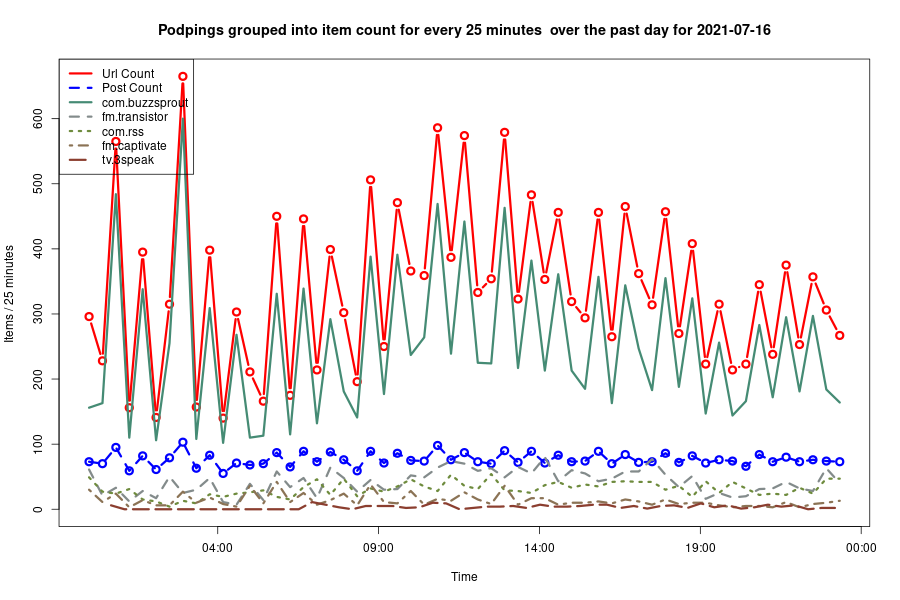 Podpings grouped into item count for every 25 minutes  over the past day for 2021-07-16
Url Count
Post Count
com.buzzsprout
fm.transistor
com.rss
fm.captivate
tv.3speak
600
500
400
300
200
100
0
Items / 25 minutes
04:00 09:00 14:00 19:00 00:00
Time